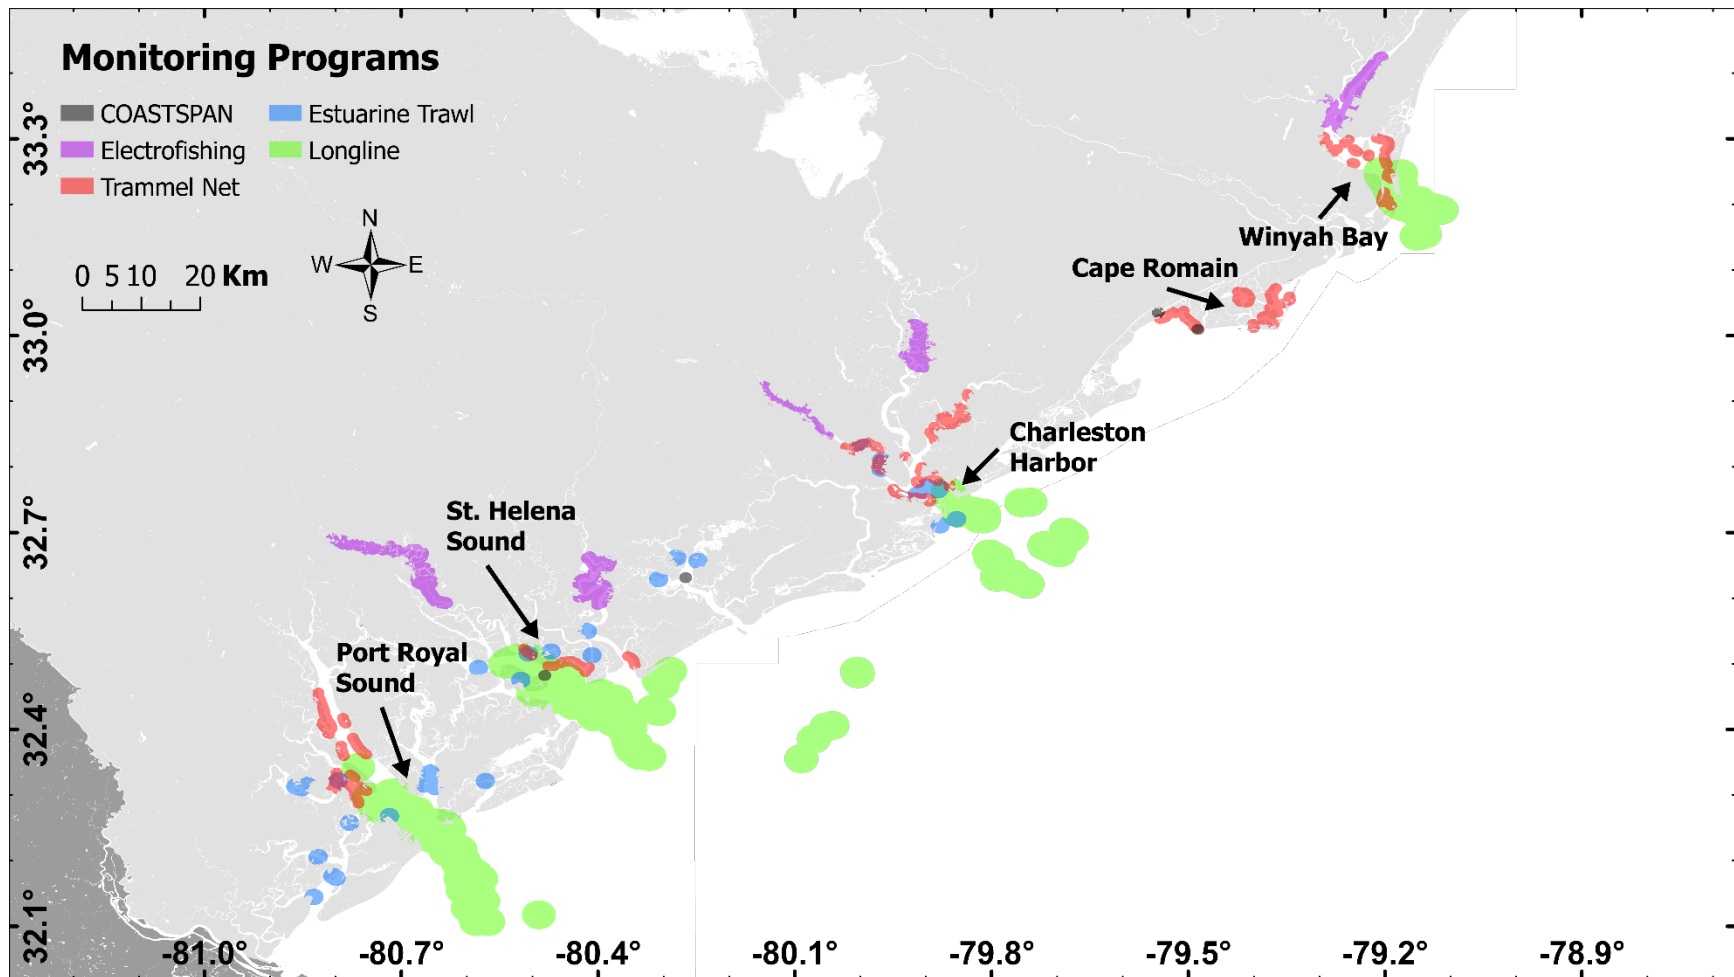 Monitoring Programs
COASTSPAN
Estuarine Trawl
Electrofishing
Longline
Trammel Net
N
W
E
S
0 5 10 20 Km
Winyah Bay
Cape Romain
Charleston
Harbor
St. Helena
Sound
Port Royal
Sound
33.3°
33.0°
32.7°
32.4°
32.1°
-81.0°
-80.7°
-80.4°
-80.1°
-79.8°
-79.5°
-79.2°
-78.9°